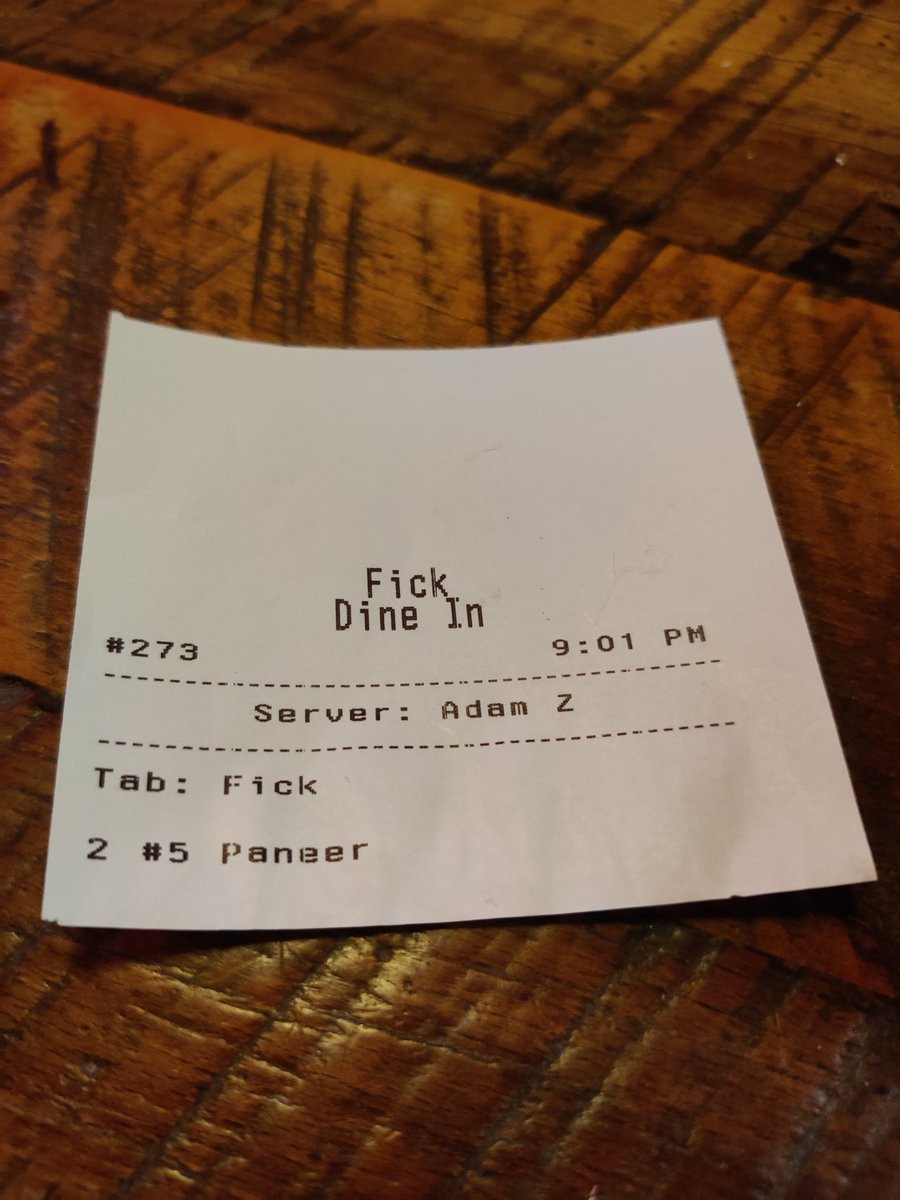 Fick
Dine In
#273 9:01 PM
Server: Adam Z
Tab: Fick
2 #5 Paneer